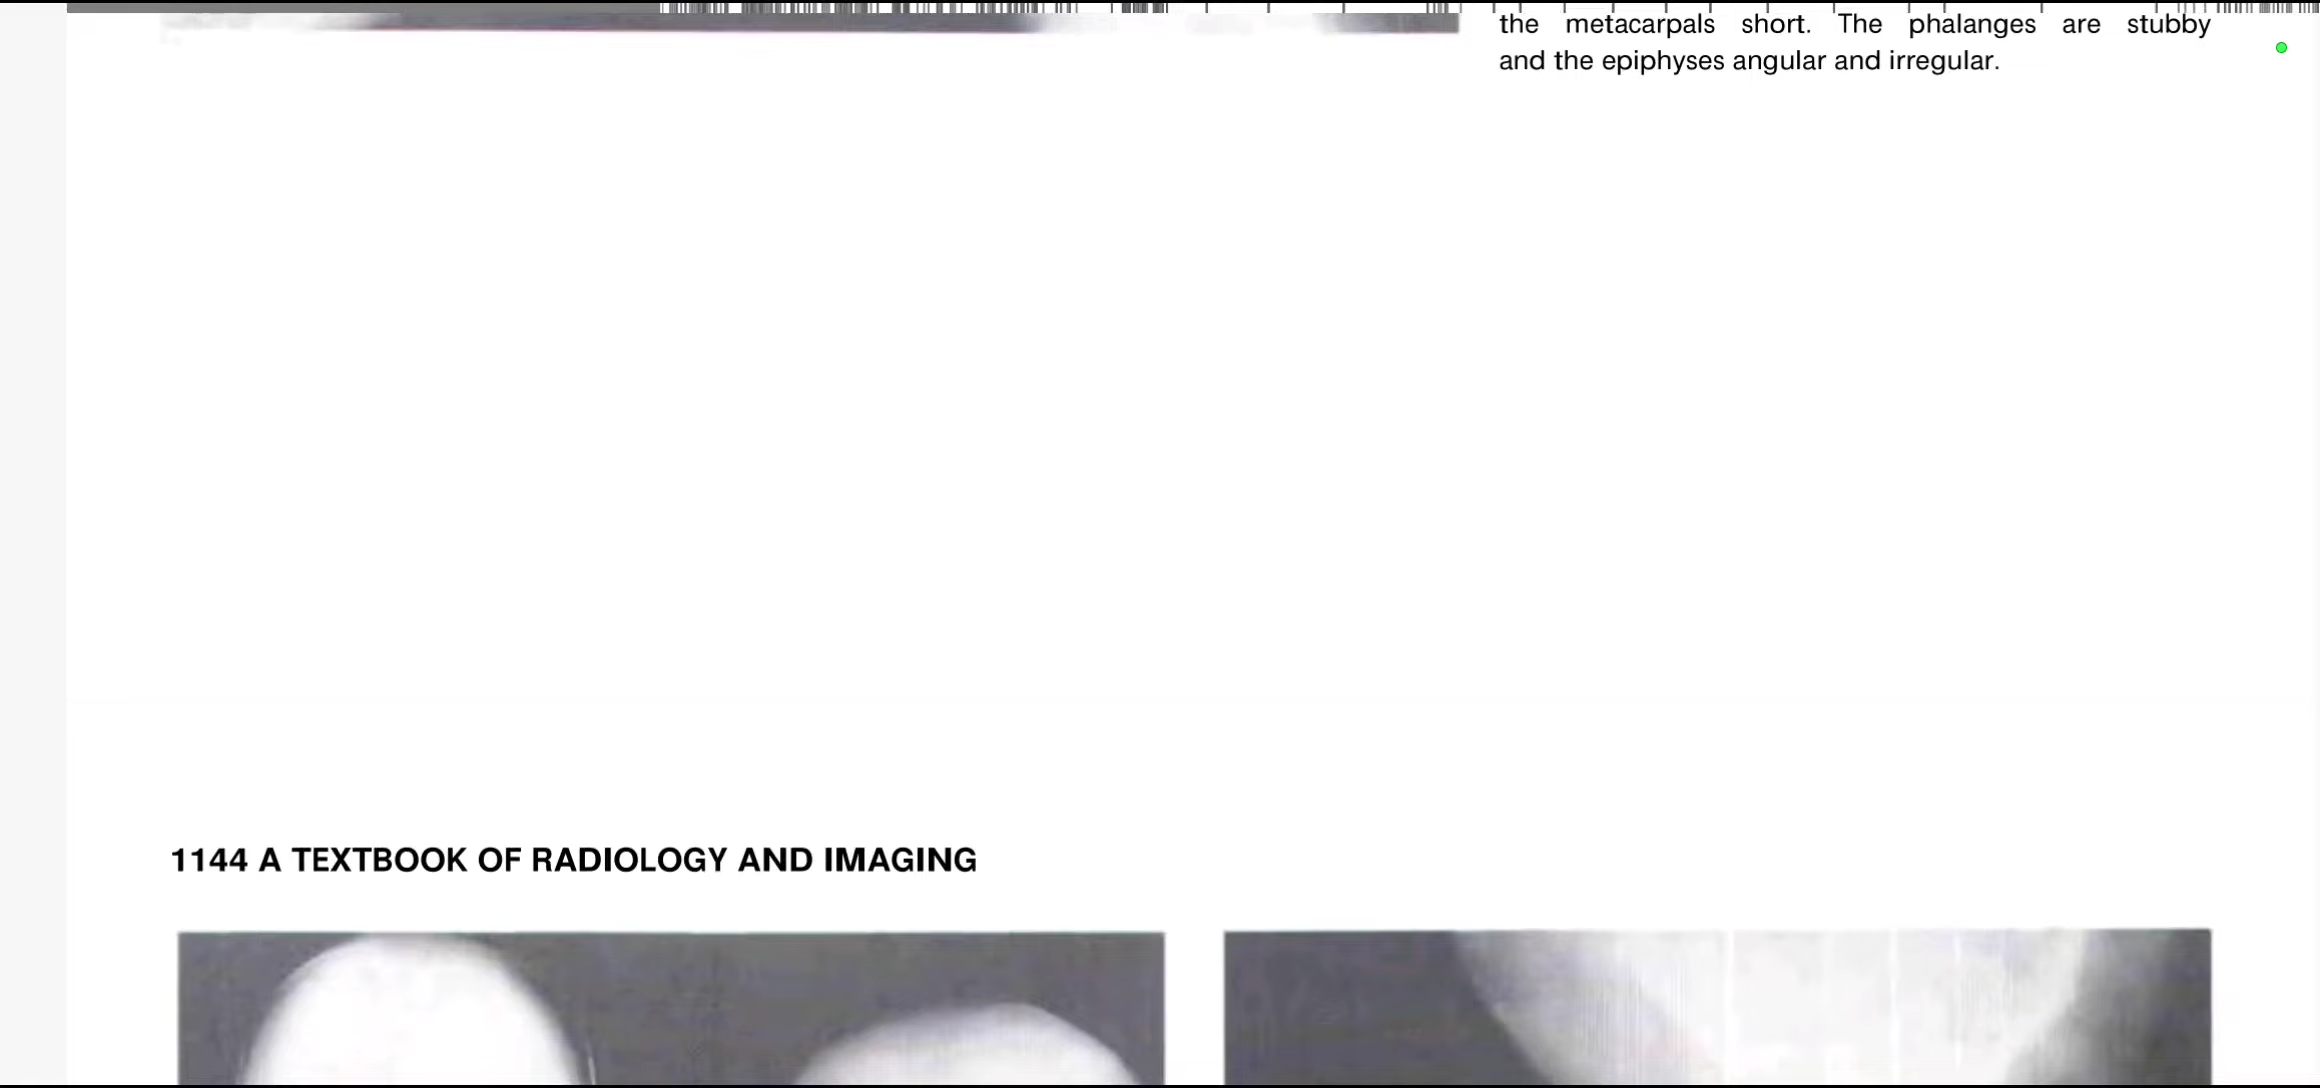 the metacarpals short. The phalanges are stubby
and the epiphyses angular and irregular.
1144 A TEXTBOOK OF RADIOLOGY AND IMAGING